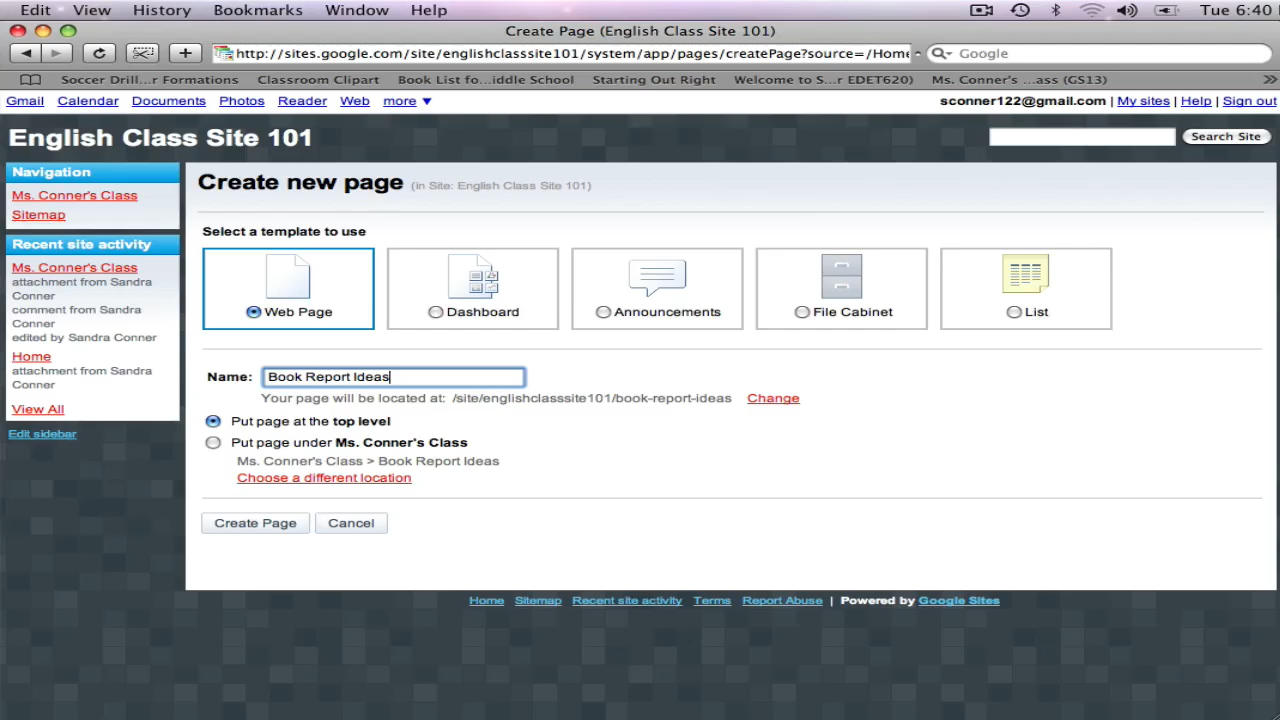 Edit View History Bookmarks Window Help Tue 6:40
Create Page (English Class Site 101)
http://sites.google.com/site/englishclasssite101/system/app/pages/createPage?source=/Home Google
Soccer Drill...r Formations Classroom Clipart Book List fo...iddle School Starting Out Right Welcome to S...r EDET620) Ms. Conner's ...ass (GS13)
Gmail Calendar Documents Photos Reader Web more ▼ sconner122@gmail.com | My sites | Help | Sign out
English Class Site 101 Search Site
Navigation
Ms. Conner's Class
Sitemap
Recent site activity
Ms. Conner's Class
attachment from Sandra
Conner
comment from Sandra
Conner
edited by Sandra Conner
Home
attachment from Sandra
Conner
View All
Edit sidebar
Create new page (in Site: English Class Site 101)
Select a template to use
Web Page Dashboard Announcements File Cabinet List
Name: Book Report Ideas
Your page will be located at: /site/englishclasssite101/book-report-ideas Change
Put page at the top level
Put page under Ms. Conner's Class
Ms. Conner's Class > Book Report Ideas
Choose a different location
Create Page Cancel
Home Sitemap Recent site activity Terms Report Abuse | Powered by Google Sites